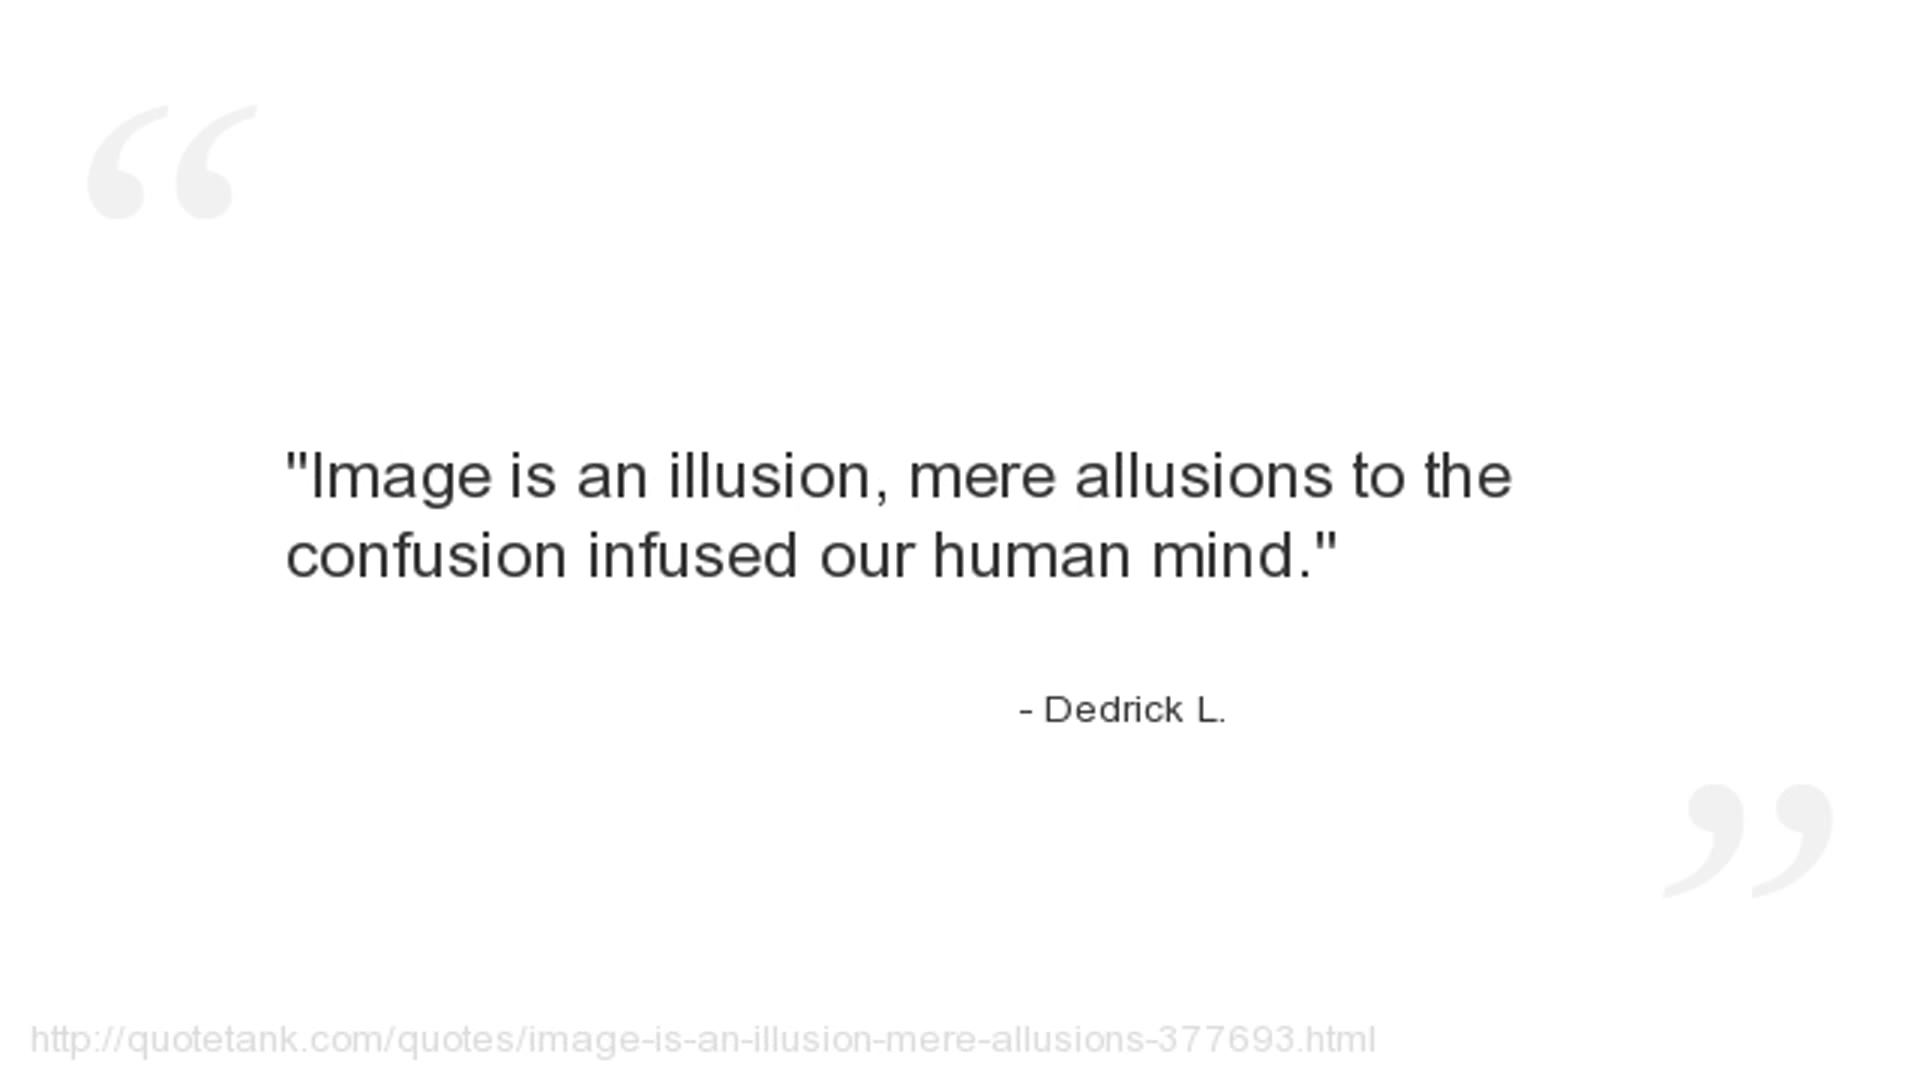 "Image is an illusion, mere allusions to the
confusion infused our human mind."
- Dedrick L.
http://quotetank.com/quotes/image-is-an-illusion-mere-allusions-377693.html